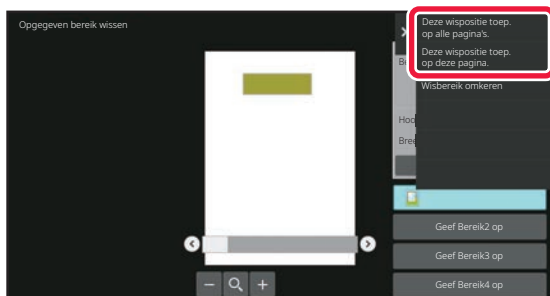 Opgegeven bereik wissen
Deze wispositie toep.
op alle pagina's.
Deze wispositie toep.
op deze pagina.
Wisbereik omkeren
Geef Bereik2 op
Geef Bereik3 op
Geef Bereik4 op